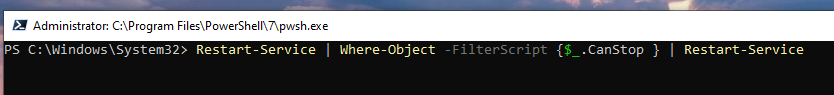 Administrator: C:\Program Files\PowerShell\7\pwsh.exe
PS C:\Windows\System32> Restart-Service | Where-Object -FilterScript {$_.CanStop } | Restart-Service